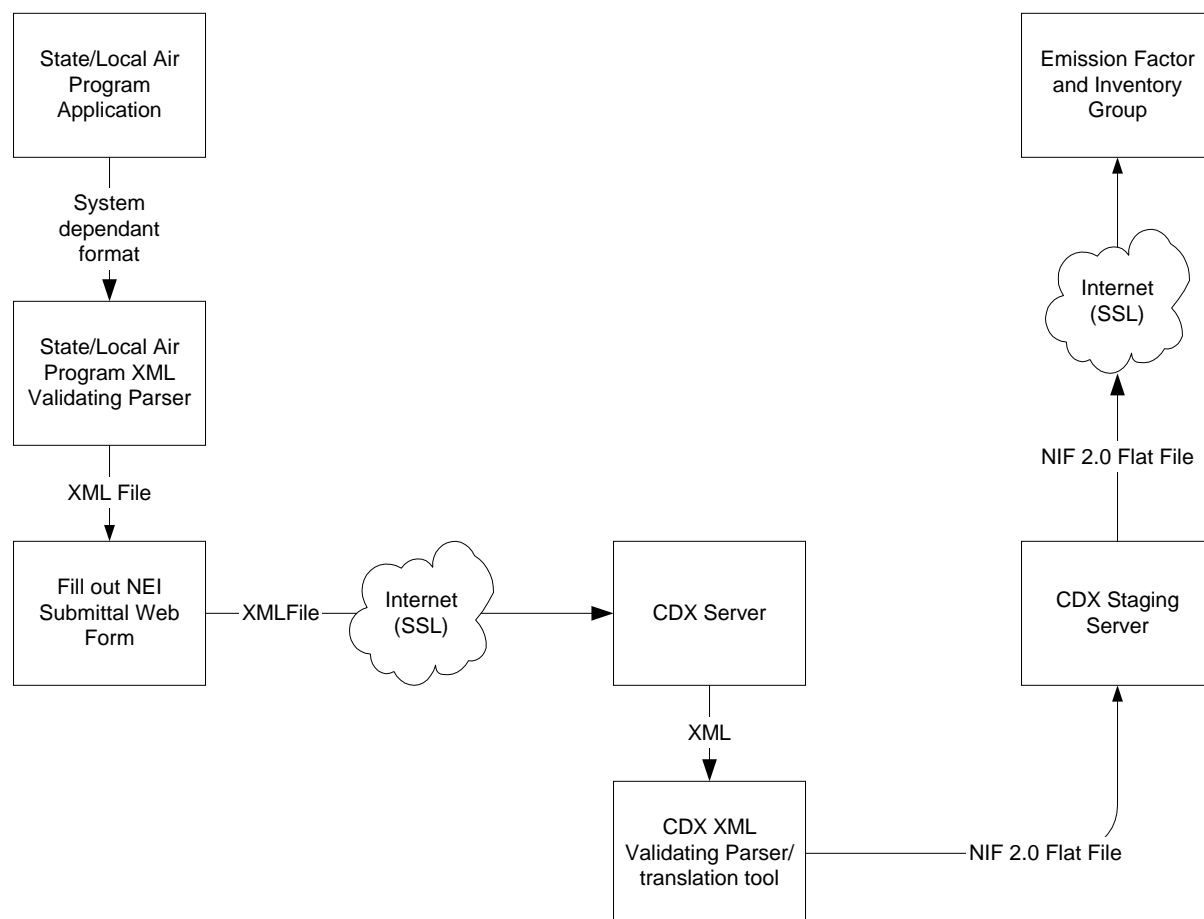 State/Local Air
Program
Application
System
dependant
format
State/Local Air
Program XML
Validating Parser
XML File
Fill out NEI
Submittal Web
Form
XMLFile
Internet
(SSL)
CDX Server
XML
CDX XML
Validating Parser/
translation tool
NIF 2.0 Flat File
CDX Staging
Server
NIF 2.0 Flat File
Internet
(SSL)
Emission Factor
and Inventory
Group